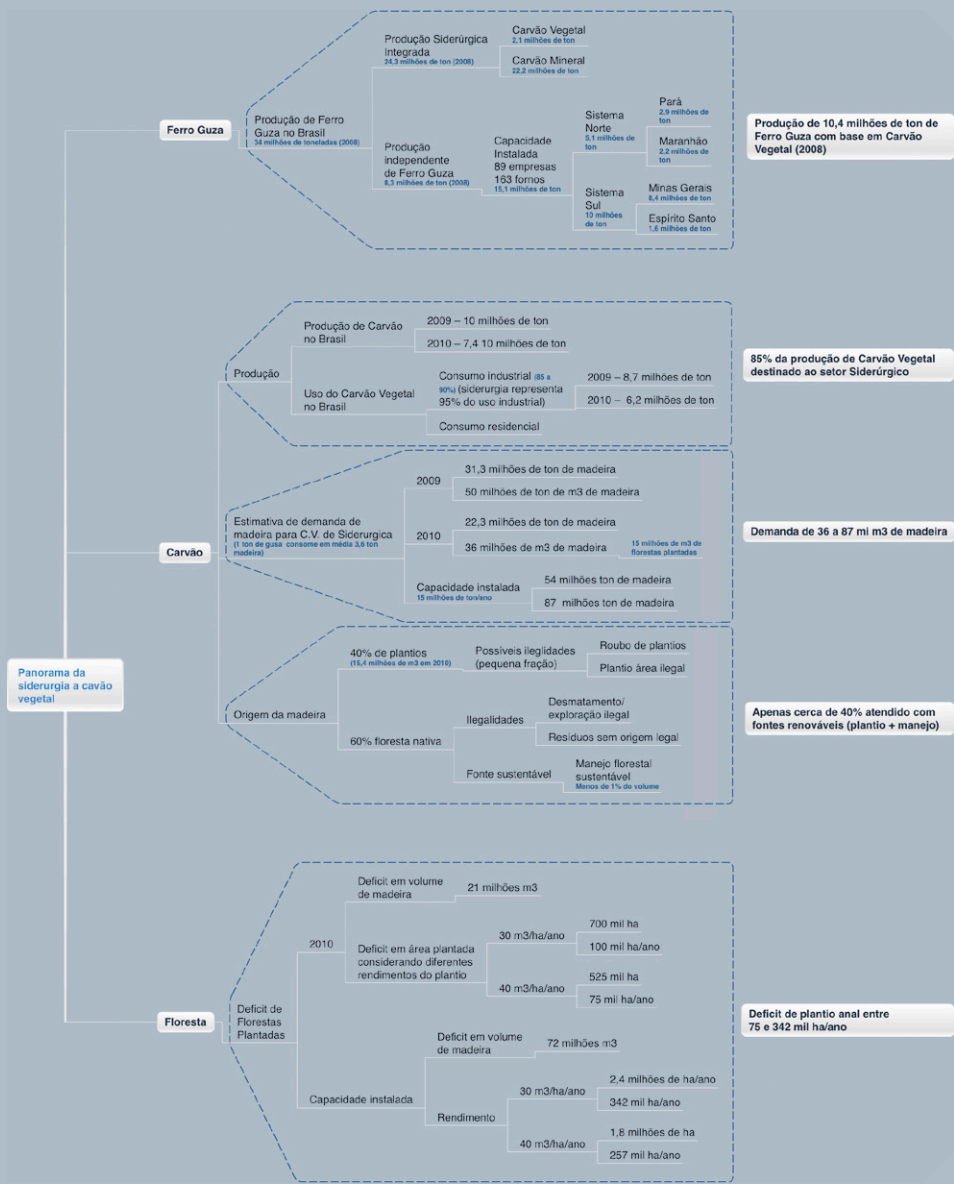 Panorama da
siderurgia a cavão
vegetal
Ferro Guza
Produção de Ferro
Guza no Brasil
34 milhões de toneladas (2008)
Produção Siderúrgica
Integrada
24,3 milhões de ton (2008)
Carvão Vegetal
2,1 milhões de ton
Carvão Mineral
22,2 milhões de ton
Produção
independente
de Ferro Guza
8,3 milhões de ton (2008)
Capacidade
Instalada
89 empresas
163 fornos
15,1 milhões de ton
Sistema
Norte
5,1 milhões de
ton
Pará
2,9 milhões de
ton
Maranhão
2,2 milhões de
ton
Sistema
Sul
10 milhões
de ton
Minas Gerais
8,4 milhões de ton
Espírito Santo
1,6 milhões de ton
Produção de 10,4 milhões de ton de
Ferro Guza com base em Carvão
Vegetal (2008)
Carvão
Produção
Produção de Carvão
no Brasil
2009 – 10 milhões de ton
2010 – 7,4 10 milhões de ton
Uso do Carvão Vegetal
no Brasil
Consumo industrial (85 a
90%) (siderurgia representa
95% do uso industrial)
2009 – 8,7 milhões de ton
2010 – 6,2 milhões de ton
Consumo residencial
85% da produção de Carvão Vegetal
destinado ao setor Siderúrgico
Estimativa de demanda de
madeira para C.V. de Siderurgica
(1 ton de gusa consome em média 3,6 ton
madeira)
2009
31,3 milhões de ton de madeira
50 milhões de ton de m3 de madeira
2010
22,3 milhões de ton de madeira
36 milhões de m3 de madeira
15 milhões de m3 de
florestas plantadas
Capacidade instalada
15 milhões de ton/ano
54 milhões ton de madeira
87 milhões ton de madeira
Demanda de 36 a 87 mi m3 de madeira
Origem da madeira
40% de plantios
(15,4 milhões de m3 em 2010)
Possíveis ileglidades
(pequena fração)
Roubo de plantios
Plantio àrea ilegal
60% floresta nativa
Ilegalidades
Desmatamento/
exploração ilegal
Resíduos sem origem legal
Fonte sustentável
Manejo florestal
sustentável
Menos de 1% do volume
Apenas cerca de 40% atendido com
fontes renováveis (plantio + manejo)
Floresta
Deficit de
Florestas
Plantadas
2010
Deficit em volume
de madeira
21 milhões m3
Deficit em área plantada
considerando diferentes
rendimentos do plantio
30 m3/ha/ano
700 mil ha
100 mil ha/ano
40 m3/ha/ano
525 mil ha
75 mil ha/ano
Capacidade instalada
Deficit em volume
de madeira
72 milhões m3
Rendimento
30 m3/ha/ano
2,4 milhões de ha/ano
342 mil ha/ano
40 m3/ha/ano
1,8 milhões de ha
257 mil ha/ano
Deficit de plantio anal entre
75 e 342 mil ha/ano